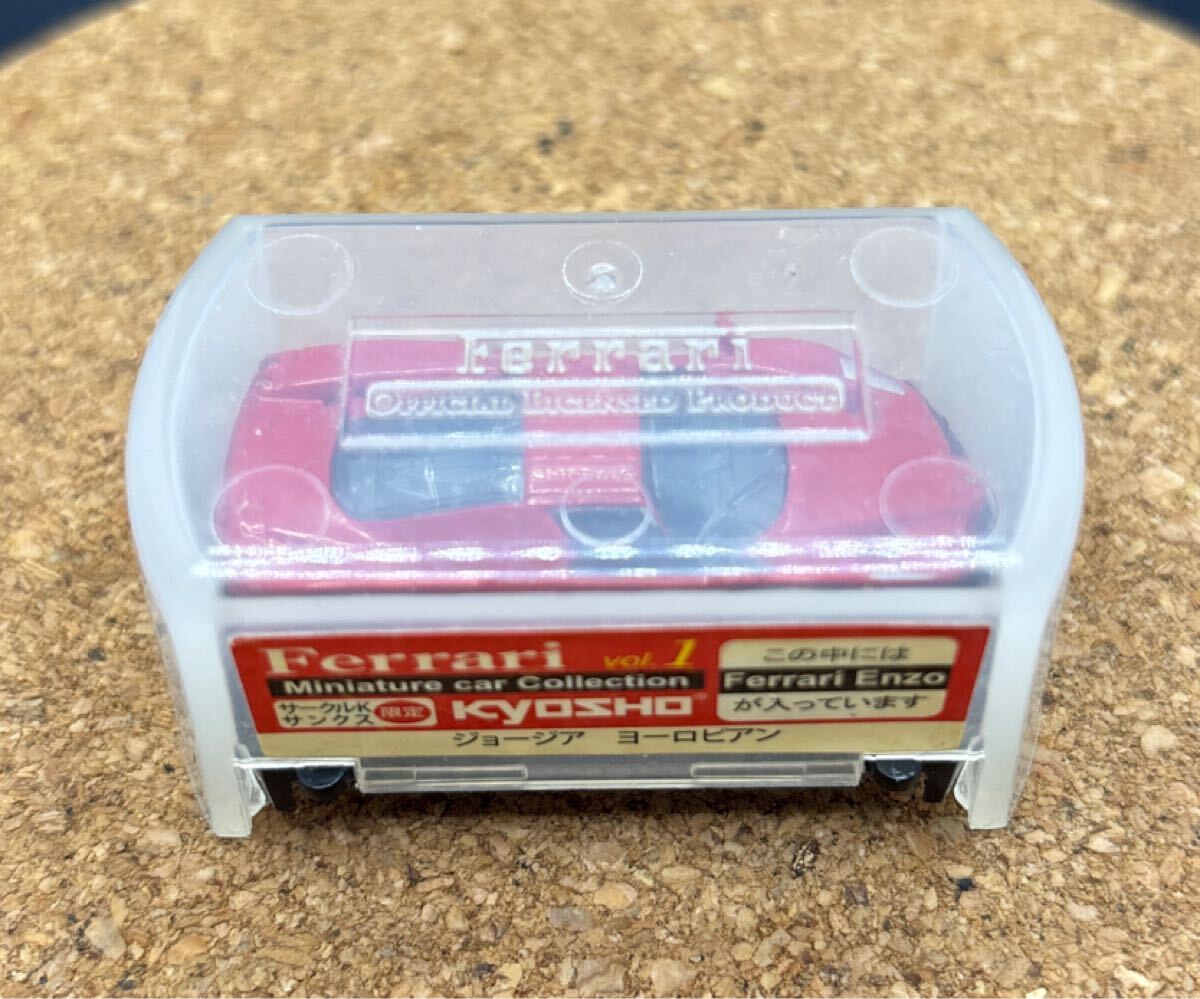 Ferrari
OFFICIAL LICENSED PRODUCT
Ferrari vol.1
Miniature car Collection
サークルK
サンクス
限定
KYOSHO
この中には
Ferrari Enzo
が入っています
ジョージア ヨーロピアン